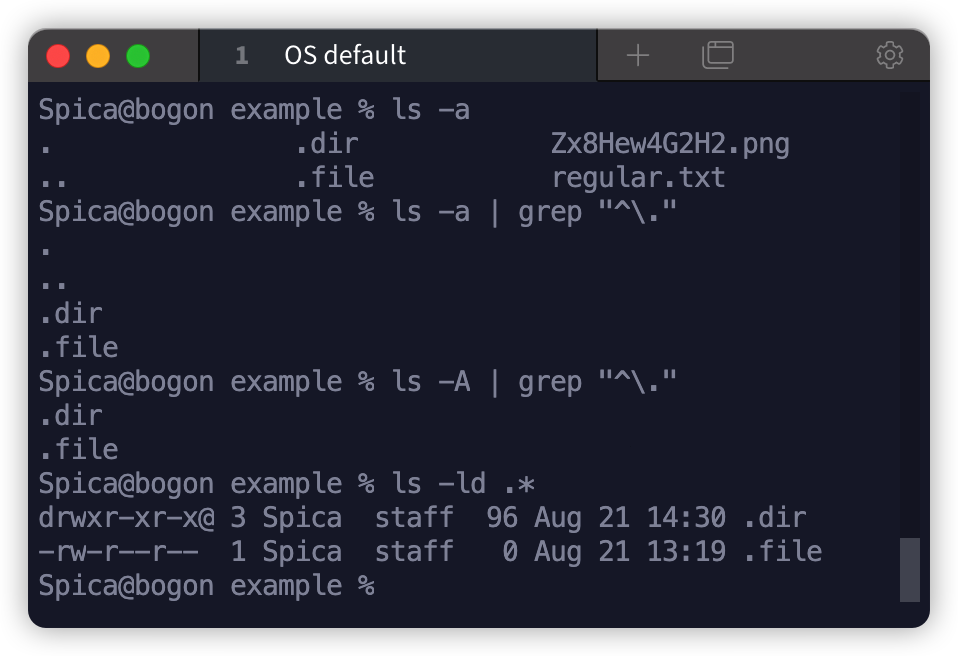 1 OS default
Spica@bogon example % ls -a
. .dir Zx8Hew4G2H2.png
.. .file regular.txt
Spica@bogon example % ls -a | grep "^\."
.
..
.dir
.file
Spica@bogon example % ls -A | grep "^\."
.dir
.file
Spica@bogon example % ls -ld .*
drwxr-xr-x@ 3 Spica  staff  96 Aug 21 14:30 .dir
-rw-r--r--  1 Spica  staff   0 Aug 21 13:19 .file
Spica@bogon example %